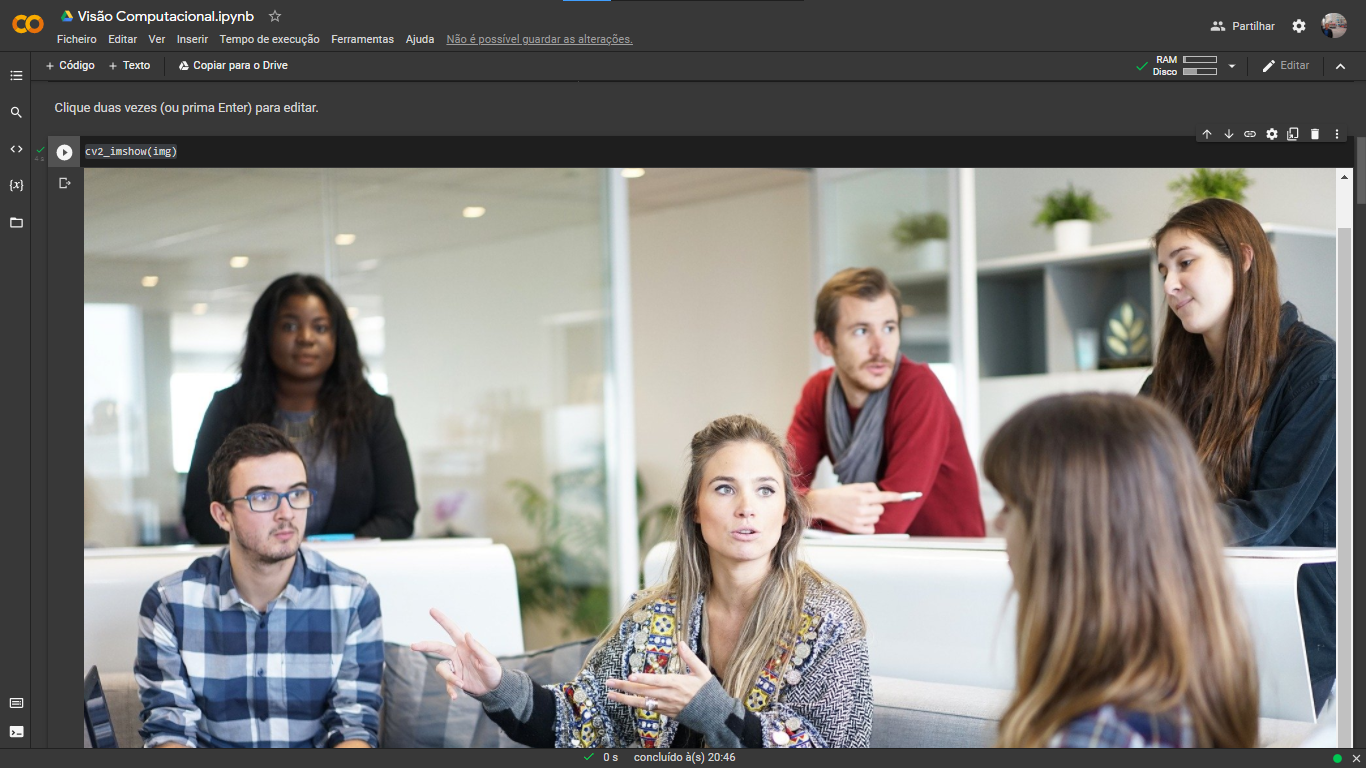 Visão Computacional.ipynb
Partilhar
Ficheiro Editar Ver Inserir Tempo de execução Ferramentas Ajuda Não é possível guardar as alterações.
+ Código + Texto Copiar para o Drive
RAM
Disco
Editar
Clique duas vezes (ou prima Enter) para editar.
cv2_imshow(img)
{x}
0 s concluído à(s) 20:46